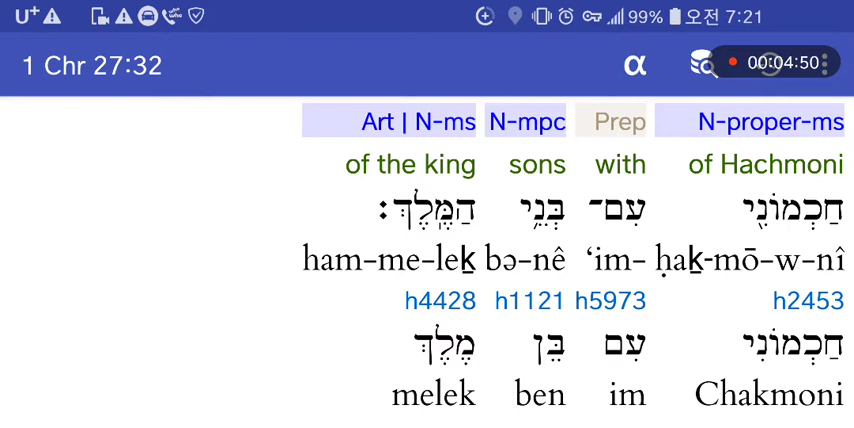 U+ 99% 오전 7:21
1 Chr 27:32 α 00:04:50
Art | N-ms N-mpc Prep N-proper-ms
of the king sons with of Hachmoni
חַכְמוֹנִ֖י עִם־ בְּנֵ֥י הַמֶּֽלֶךְ׃
ham-me-leḵ bə-nê ‘im- ḥaḵ-mō-w-nî
h4428 h1121 h5973 h2453
חַכְמוֹנִי עִם בֵּן מֶלֶךְ
melek ben im Chakmoni